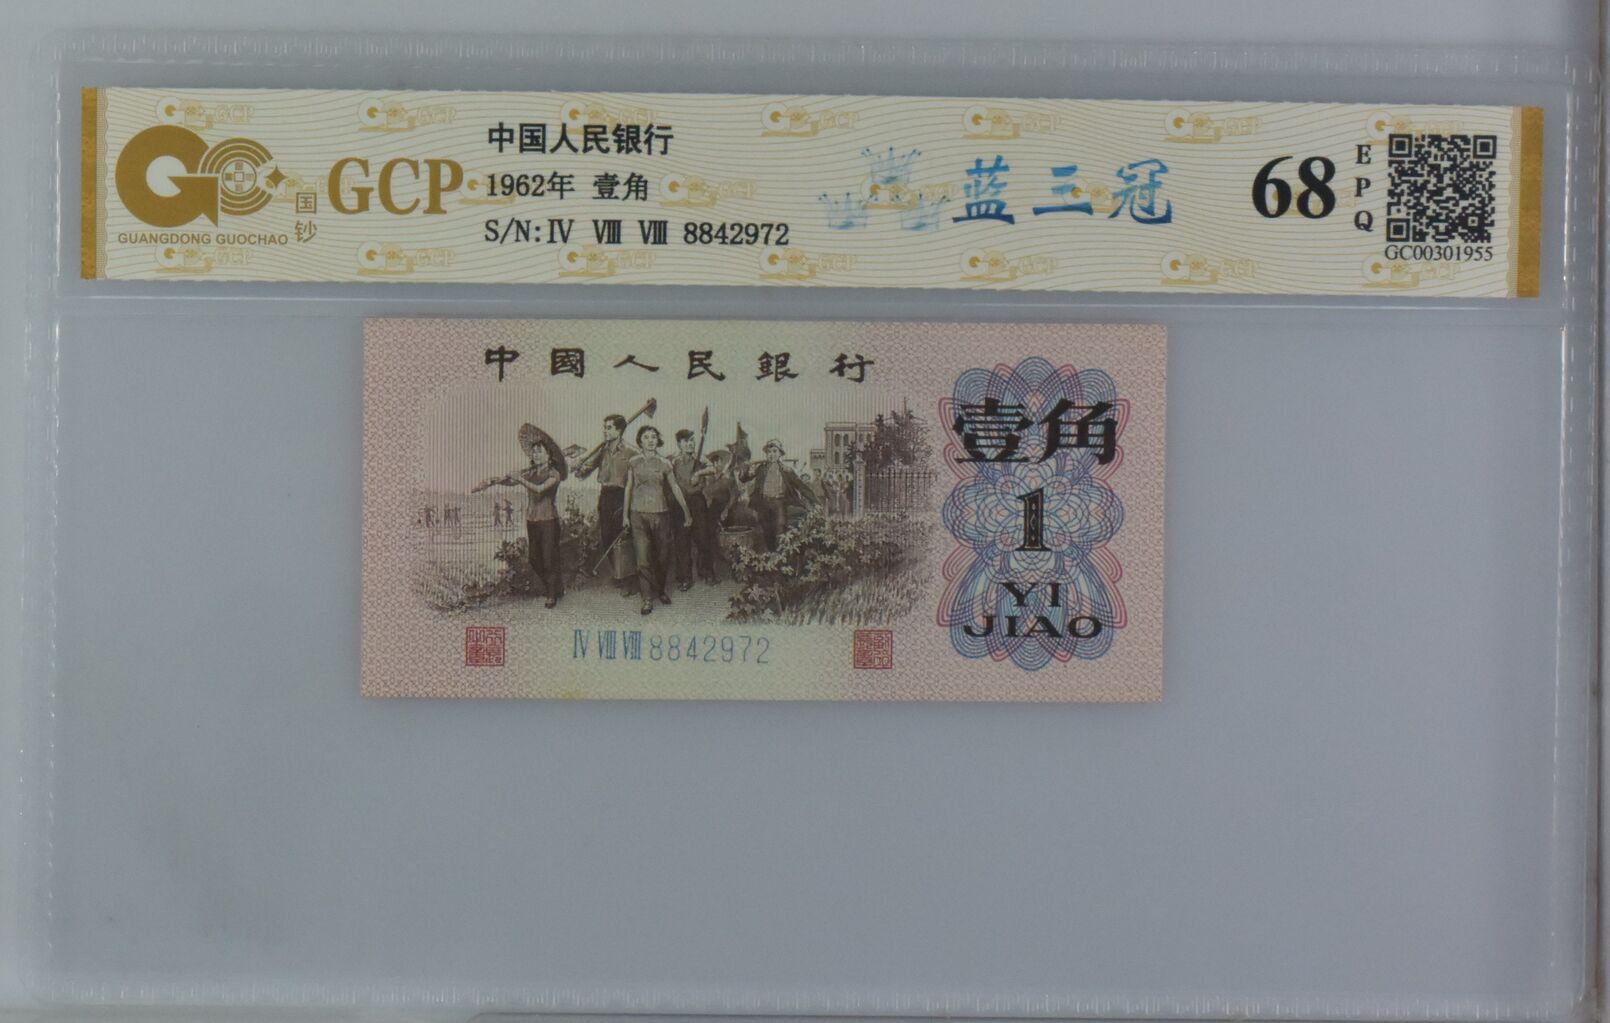 GUANGDONG GUOCHAO
国钞
GCP
中国人民银行
1962年 壹角
S/N:Ⅳ Ⅷ Ⅷ 8842972
蓝三冠
68
EPQ
GC00301955
中國人民銀行
壹角
1
YI
JIAO
Ⅳ Ⅷ Ⅷ 8842972